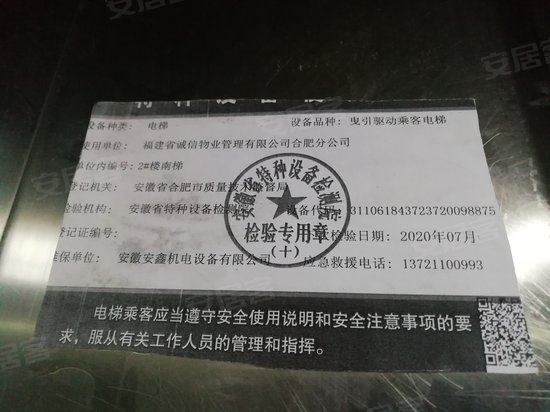 安居客
特种设备
设备种类： 电梯 设备品种： 曳引驱动乘客电梯
使用单位： 福建省诚信物业管理有限公司合肥分公司
单位内编号：2#楼南梯
登记机关： 安徽省合肥市质量技术监督局
检验机构： 安徽省特种设备检测院 设备代码：311061843723720098875
登记证编号： 检验日期： 2020年07月
维保单位： 安徽安鑫机电设备有限公司 应急救援电话： 13721100993
安徽省特种设备检测院
检验专用章
（十）
电梯乘客应当遵守安全使用说明和安全注意事项的要
求，服从有关工作人员的管理和指挥。